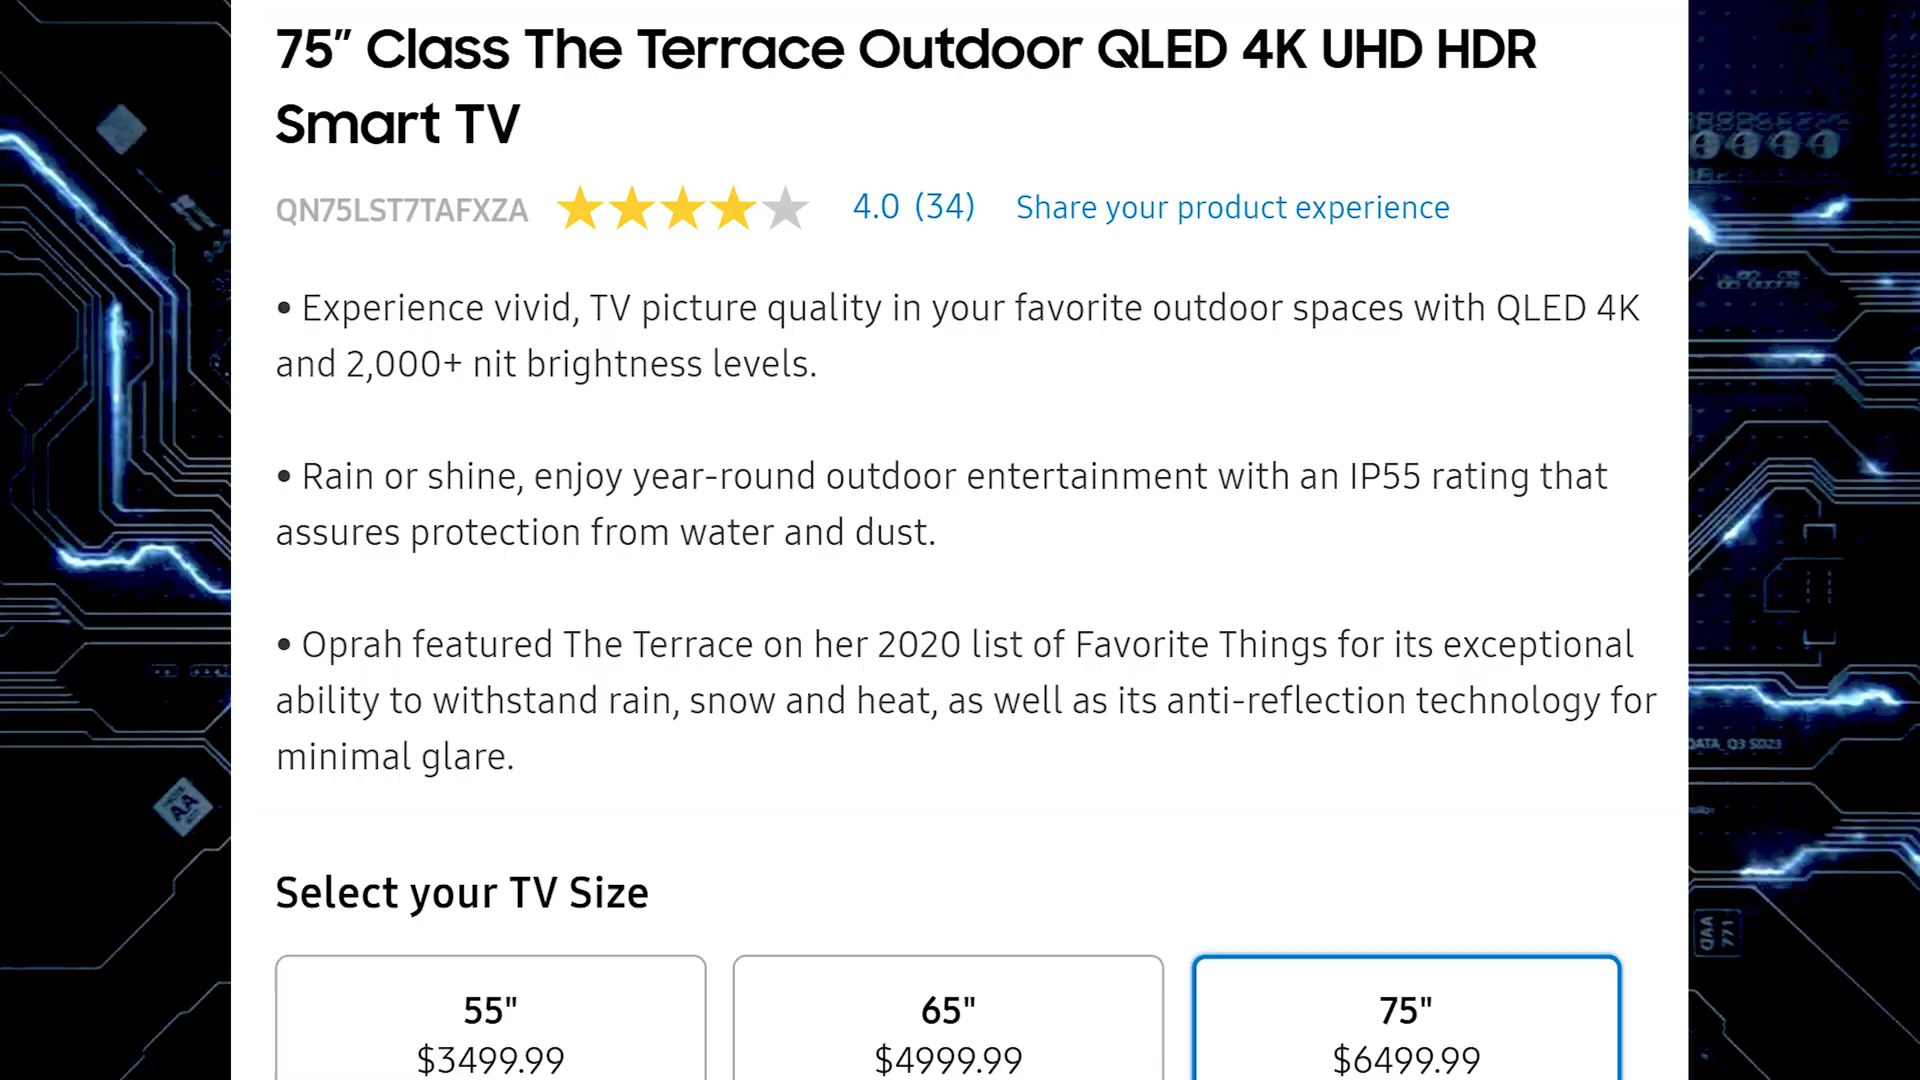 75” Class The Terrace Outdoor QLED 4K UHD HDR
Smart TV
QN75LST7TAFXZA 4.0 (34) Share your product experience
• Experience vivid, TV picture quality in your favorite outdoor spaces with QLED 4K
and 2,000+ nit brightness levels.
• Rain or shine, enjoy year-round outdoor entertainment with an IP55 rating that
assures protection from water and dust.
• Oprah featured The Terrace on her 2020 list of Favorite Things for its exceptional
ability to withstand rain, snow and heat, as well as its anti-reflection technology for
minimal glare.
Select your TV Size
55" 65" 75"
$3499.99 $4999.99 $6499.99
AA